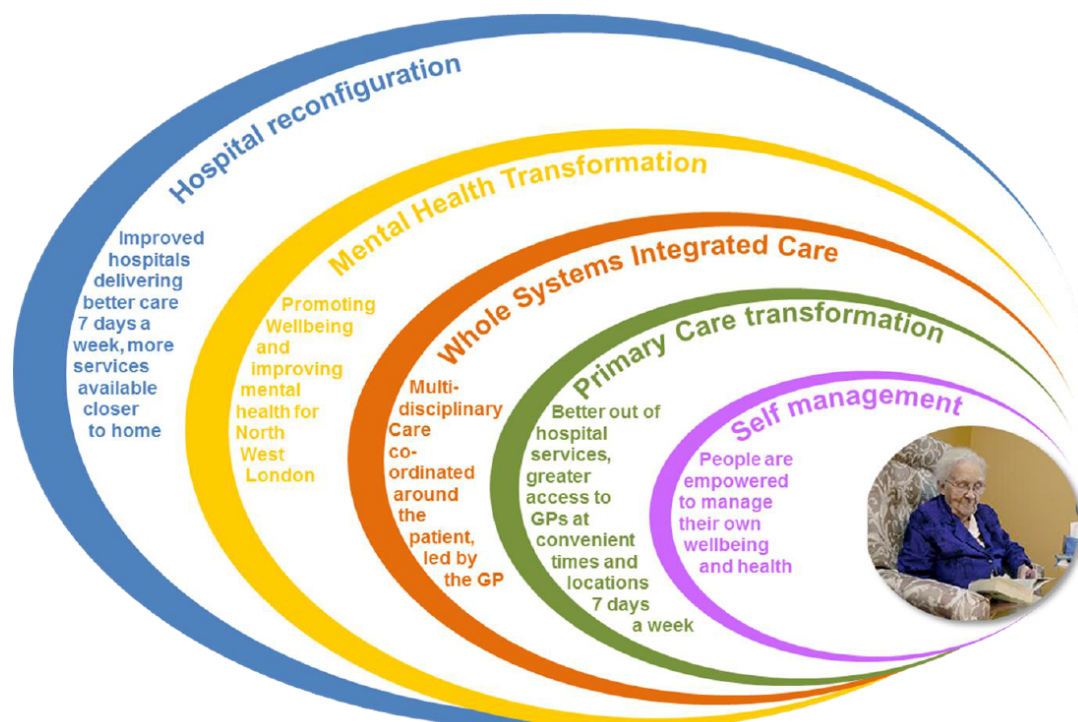 Hospital reconfiguration
Improved
hospitals
delivering
better care
7 days a
week, more
services
available
closer
to home
Mental Health Transformation
Promoting
Wellbeing
and
improving
mental
health for
North
West
London
Whole Systems Integrated Care
Multi-
disciplinary
Care
co-
ordinated
around
the
patient,
led by
the GP
Primary Care transformation
Better out of
hospital
services,
greater
access to
GPs at
convenient
times and
locations
7 days
a week
Self management
People are
empowered
to manage
their own
wellbeing
and health